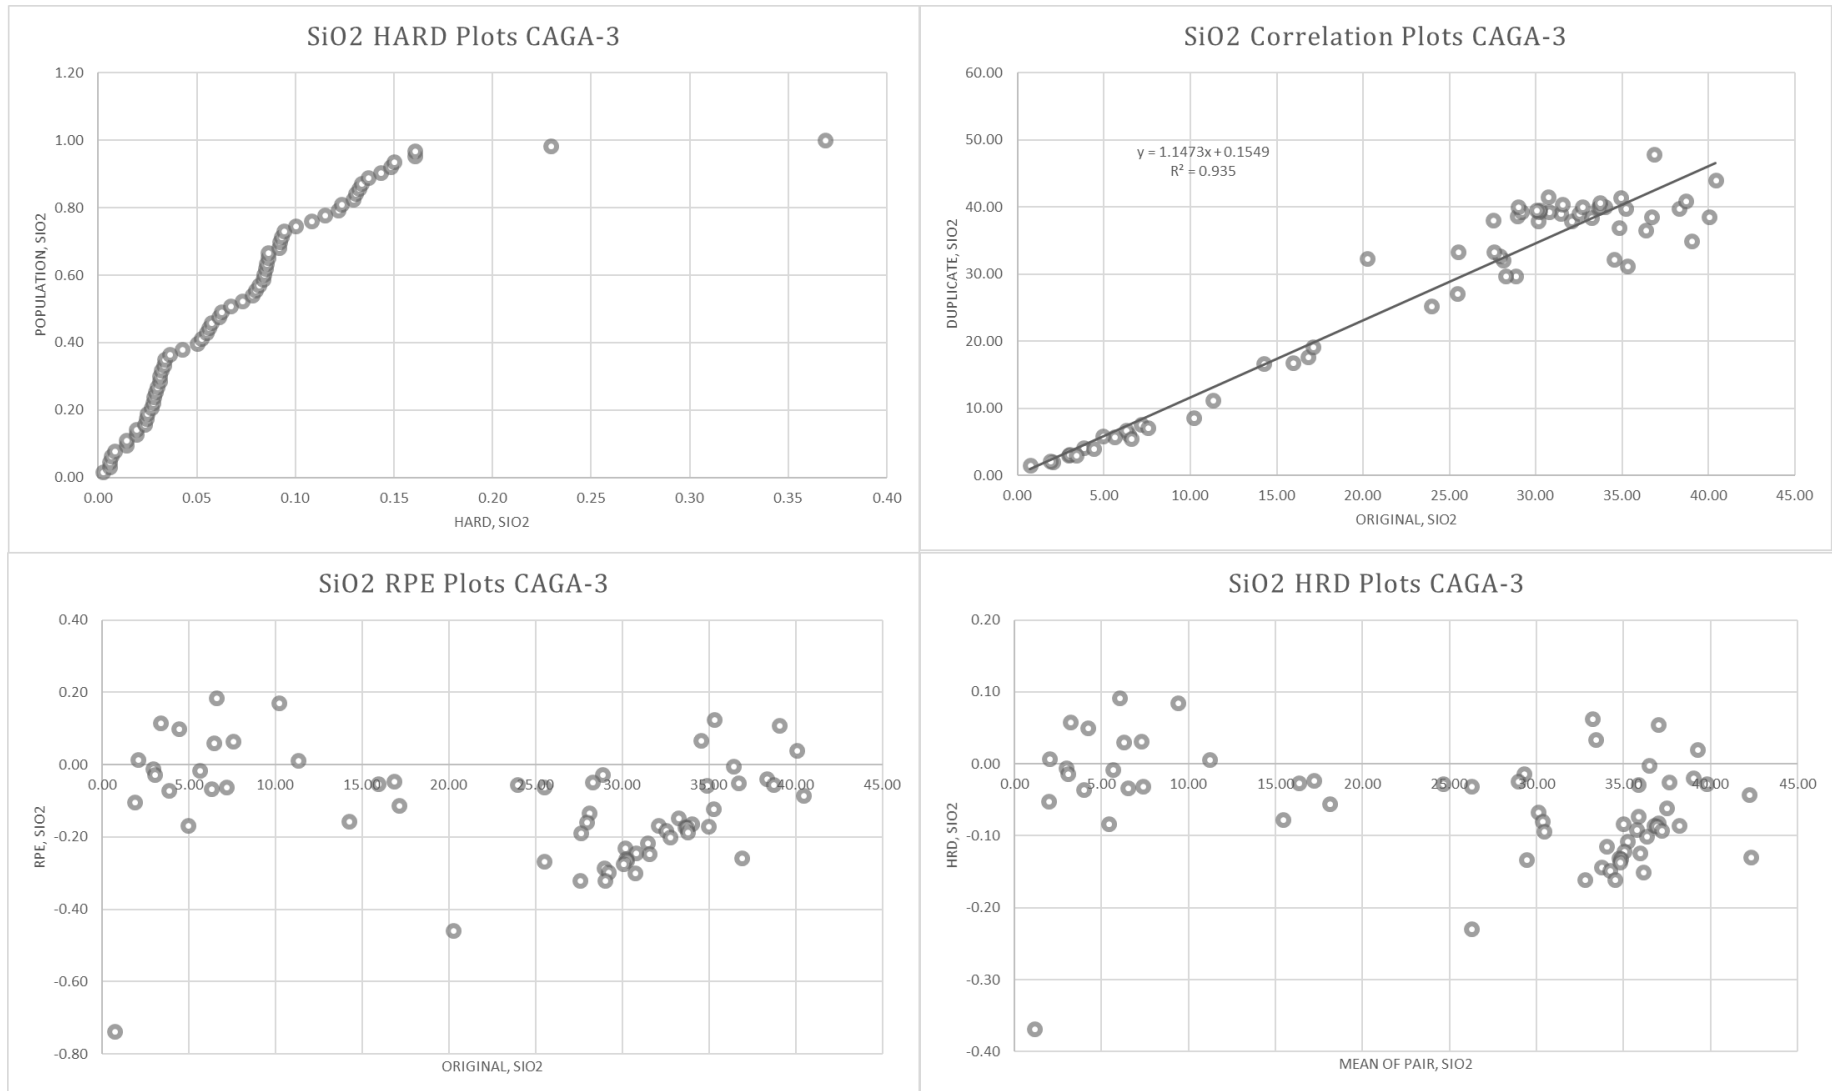 SiO2 HARD Plots CAGA-3
1.20
1.00
0.80
0.60
0.40
0.20
0.00
POPULATION, SIO2
0.00 0.05 0.10 0.15 0.20 0.25 0.30 0.35 0.40
HARD, SIO2
SiO2 Correlation Plots CAGA-3
60.00
50.00
40.00
30.00
20.00
10.00
0.00
DUPLICATE, SIO2
y = 1.1473x + 0.1549
R² = 0.935
0.00 5.00 10.00 15.00 20.00 25.00 30.00 35.00 40.00 45.00
ORIGINAL, SIO2
SiO2 RPE Plots CAGA-3
0.40
0.20
0.00
-0.20
-0.40
-0.60
-0.80
RPE, SIO2
0.00 5.00 10.00 15.00 20.00 25.00 30.00 35.00 40.00 45.00
ORIGINAL, SIO2
SiO2 HRD Plots CAGA-3
0.20
0.10
0.00
-0.10
-0.20
-0.30
-0.40
HRD, SIO2
0.00 5.00 10.00 15.00 20.00 25.00 30.00 35.00 40.00 45.00
MEAN OF PAIR, SIO2